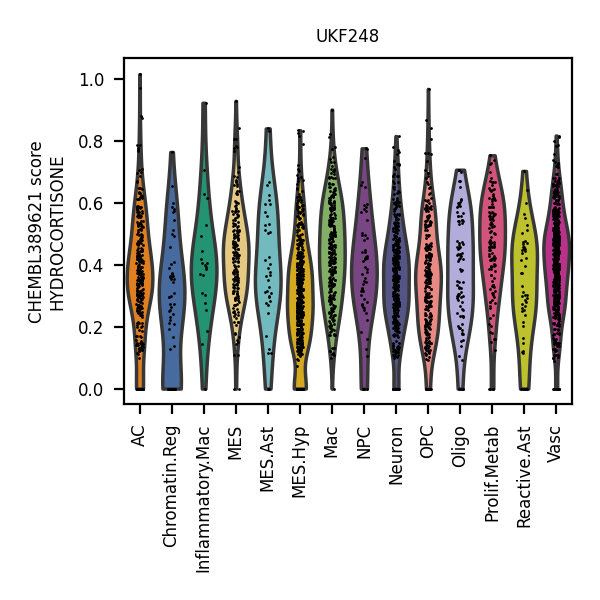 UKF248
CHEMBL389621 score
HYDROCORTISONE
1.0
0.8
0.6
0.4
0.2
0.0
AC
Chromatin.Reg
Inflammatory.Mac
MES
MES.Ast
MES.Hyp
Mac
NPC
Neuron
OPC
Oligo
Prolif.Metab
Reactive.Ast
Vasc